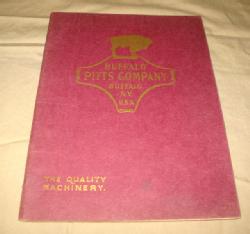 BUFFALO
PITTS COMPANY
BUFFALO
N.Y.
U.S.A.
THE QUALITY
MACHINERY.